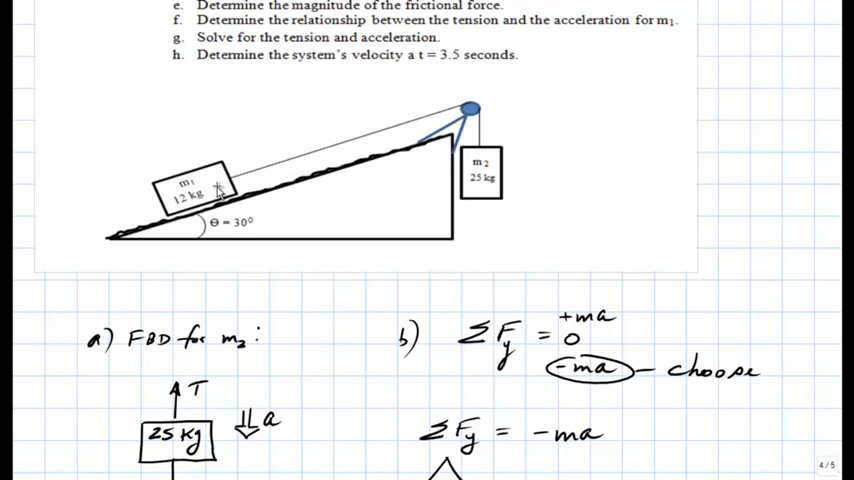 e. Determine the magnitude of the frictional force.
f. Determine the relationship between the tension and the acceleration for m₁.
g. Solve for the tension and acceleration.
h. Determine the system's velocity at t = 3.5 seconds.
m₁
12 kg
m₂
25 kg
Θ = 30⁰
a) FBD for m₂ :
T
25 kg
a
b) ΣFy = +ma
0
-ma - choose
ΣFy = -ma
4 / 5